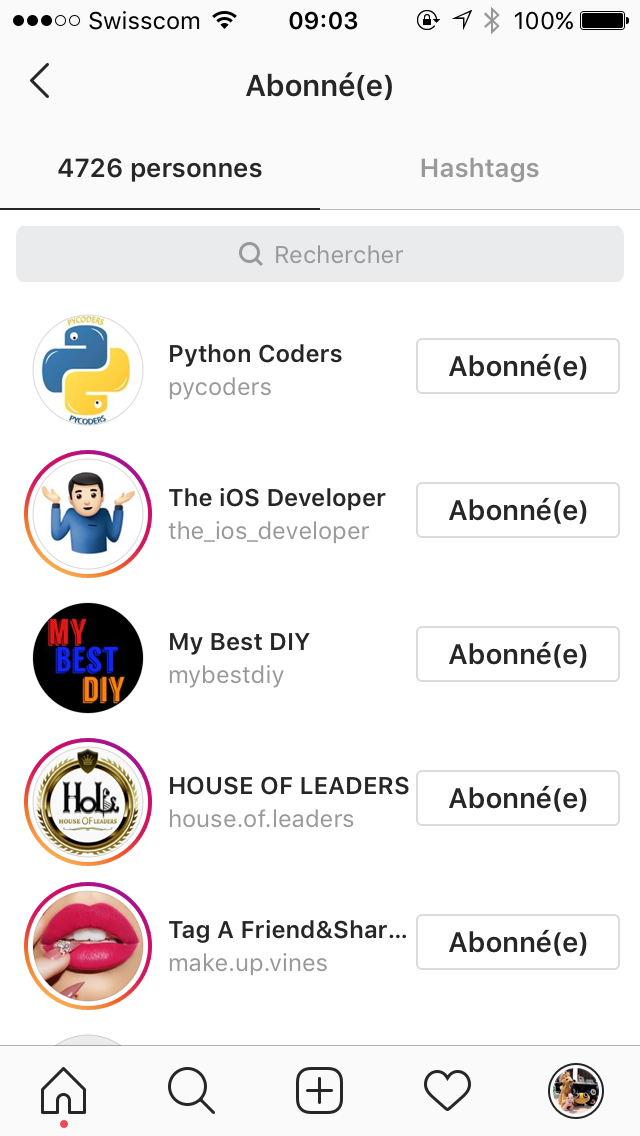 Swisscom 09:03 100%
Abonné(e)
4726 personnes Hashtags
Rechercher
PYCODERS
PYCODERS
Python Coders
pycoders
Abonné(e)
The iOS Developer
the_ios_developer
Abonné(e)
MY
BEST
DIY
My Best DIY
mybestdiy
Abonné(e)
HoL
HOUSE OF LEADERS
HOUSE OF LEADERS
house.of.leaders
Abonné(e)
Tag A Friend&Shar...
make.up.vines
Abonné(e)